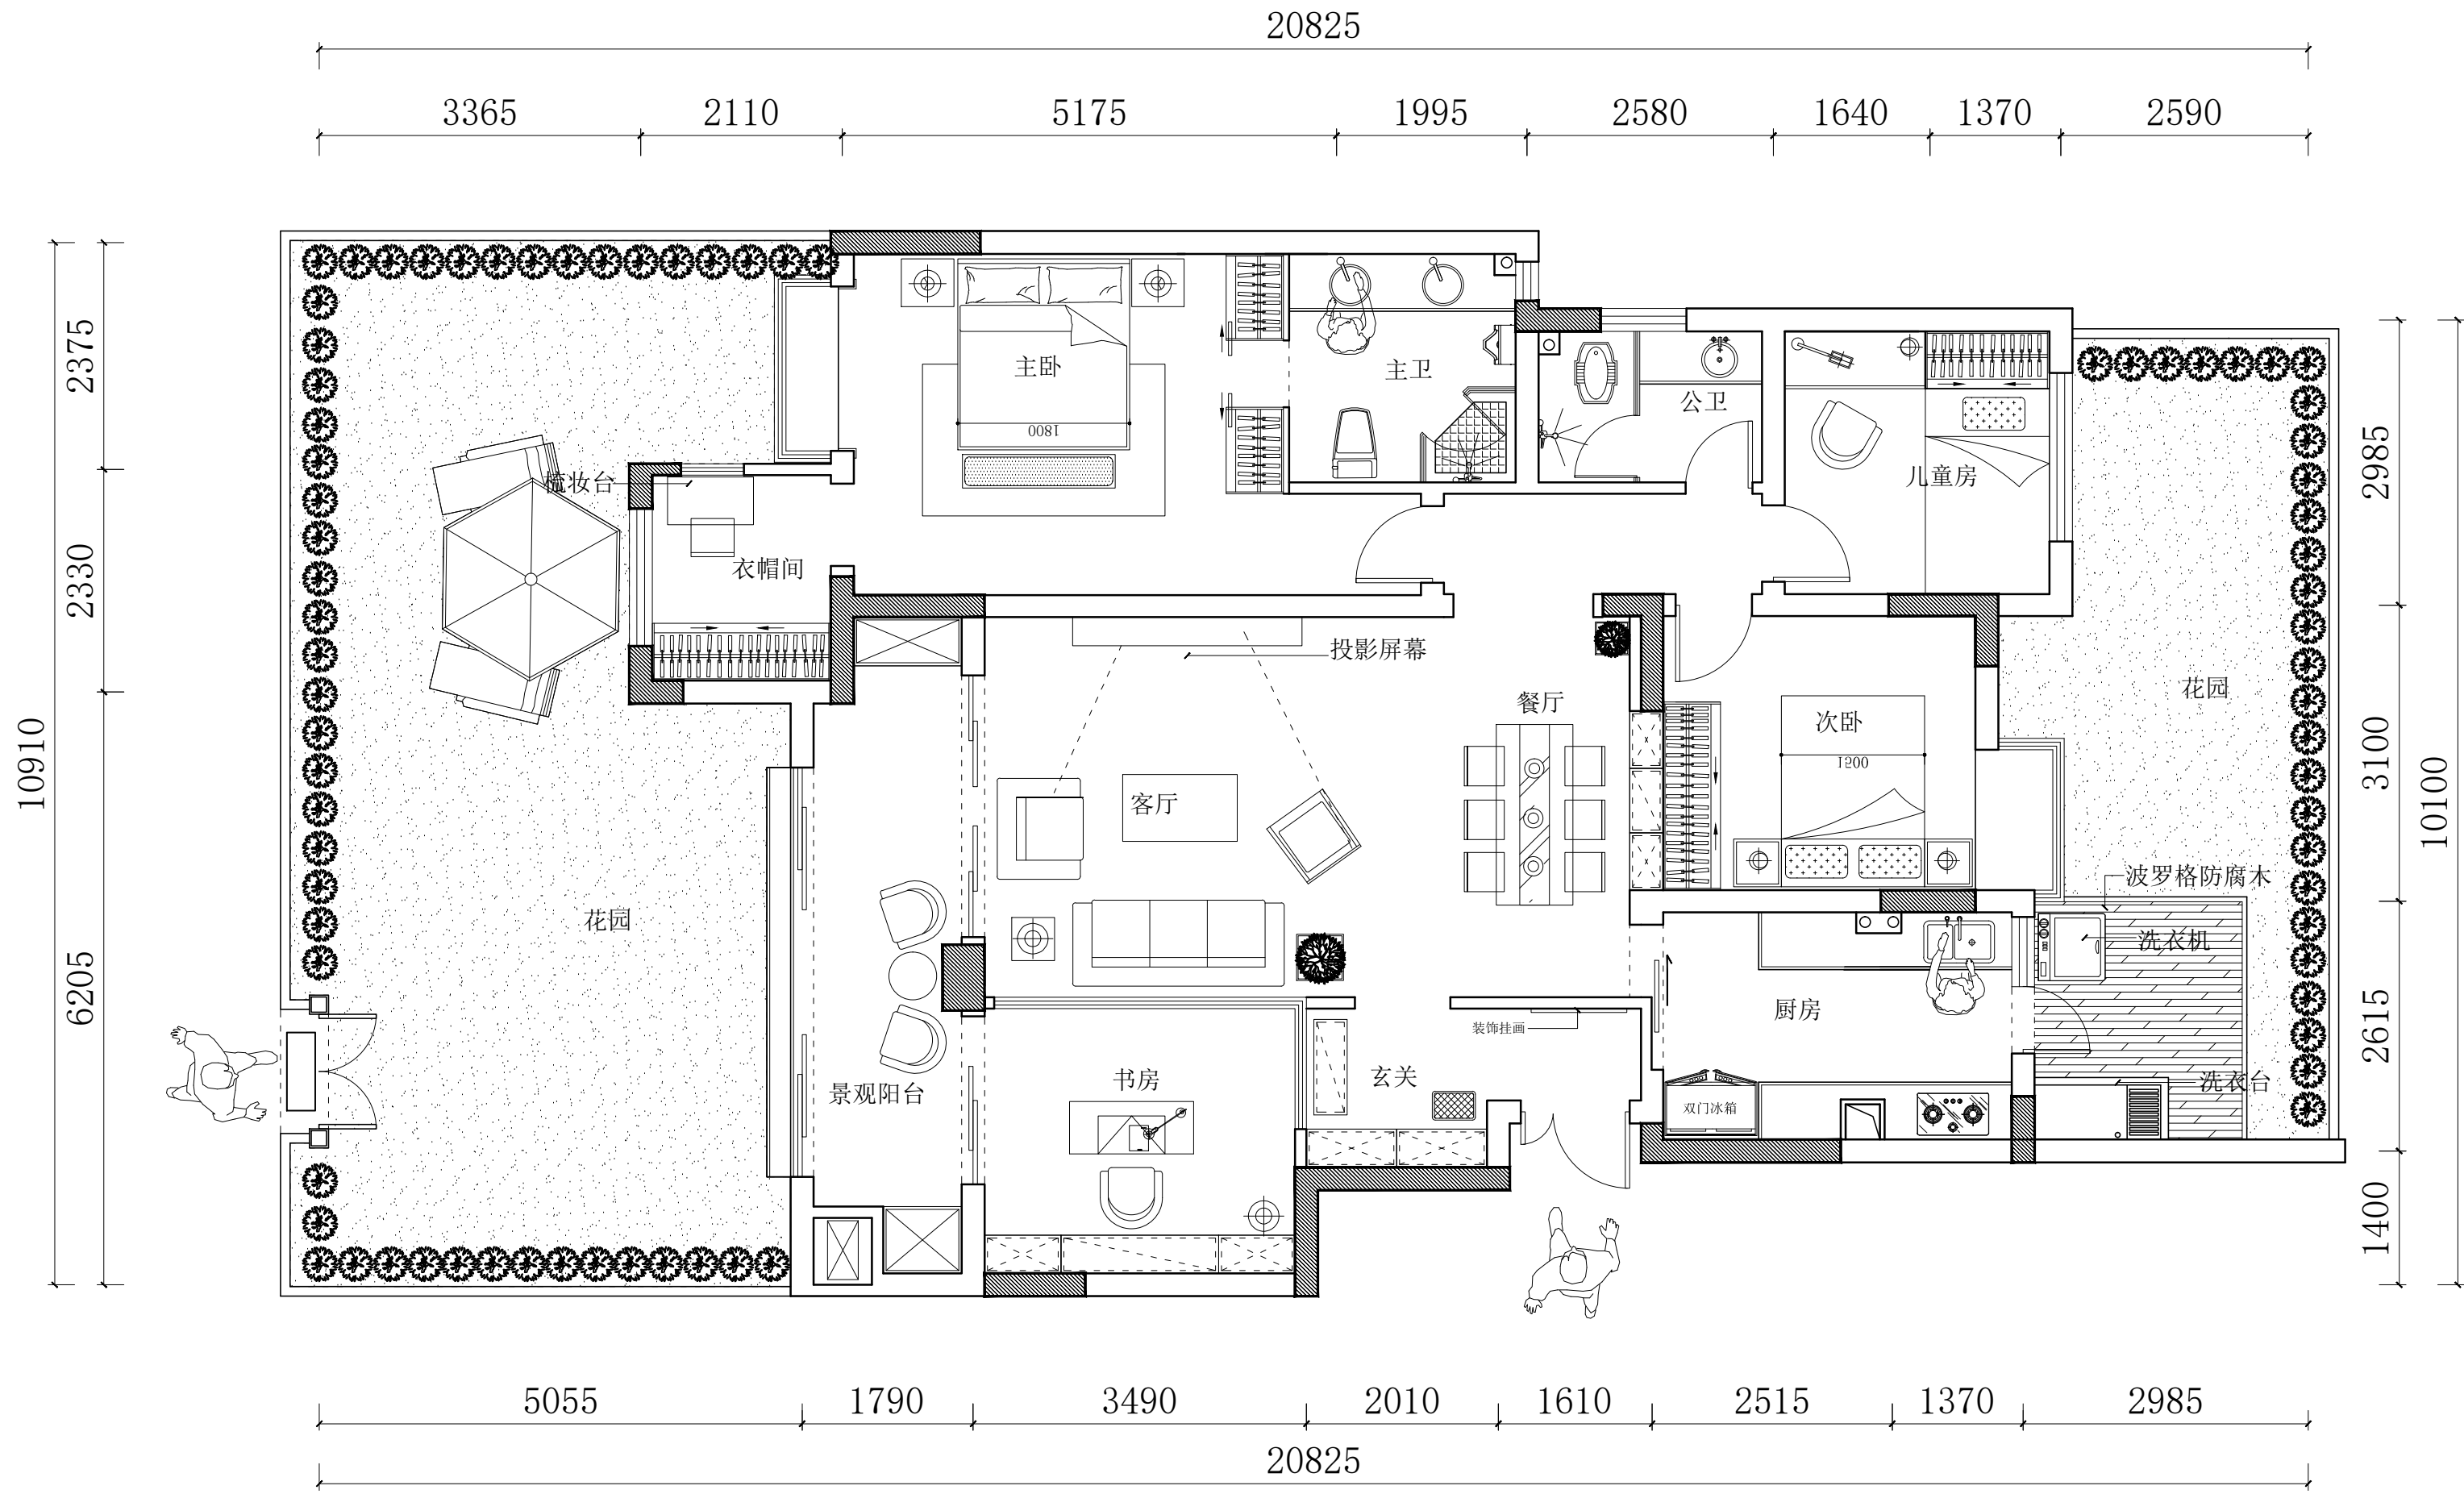 20825
3365 2110 5175 1995 2580 1640 1370 2590
2375
2330
6205
10910
2985
3100
2615
1400
10100
主卧
1800
主卫
公卫
儿童房
梳妆台
衣帽间
投影屏幕
餐厅
次卧
1500
花园
客厅
花园
波罗格防腐木
洗衣机
厨房
装饰挂画
书房
玄关
景观阳台
双门冰箱
洗衣台
5055 1790 3490 2010 1610 2515 1370 2985
20825